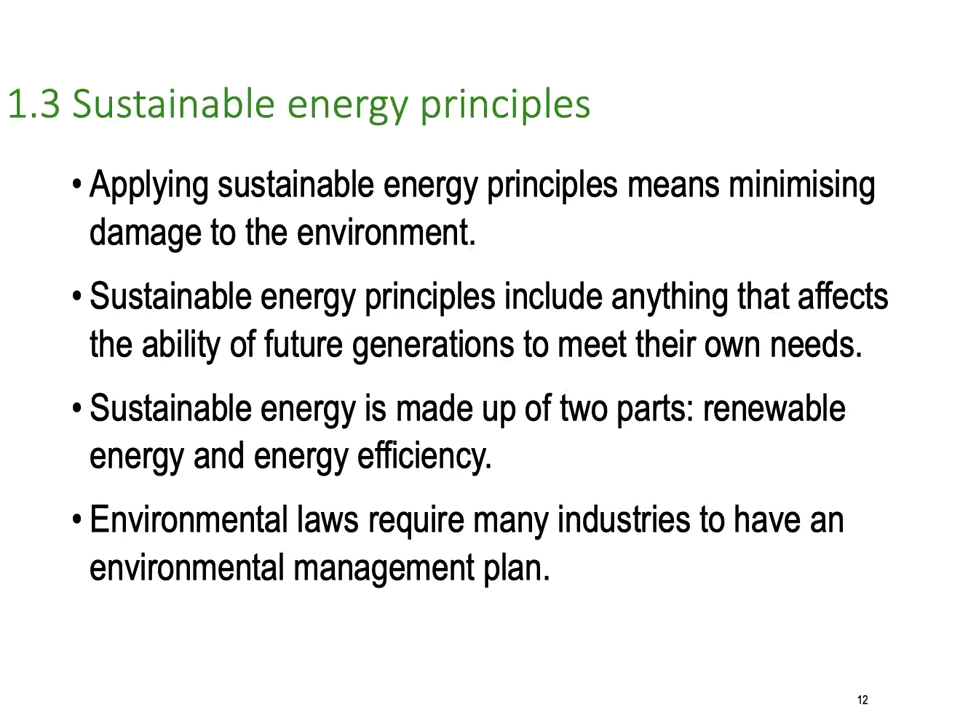 1.3 Sustainable energy principles
• Applying sustainable energy principles means minimising
damage to the environment.
• Sustainable energy principles include anything that affects
the ability of future generations to meet their own needs.
• Sustainable energy is made up of two parts: renewable
energy and energy efficiency.
• Environmental laws require many industries to have an
environmental management plan.
12